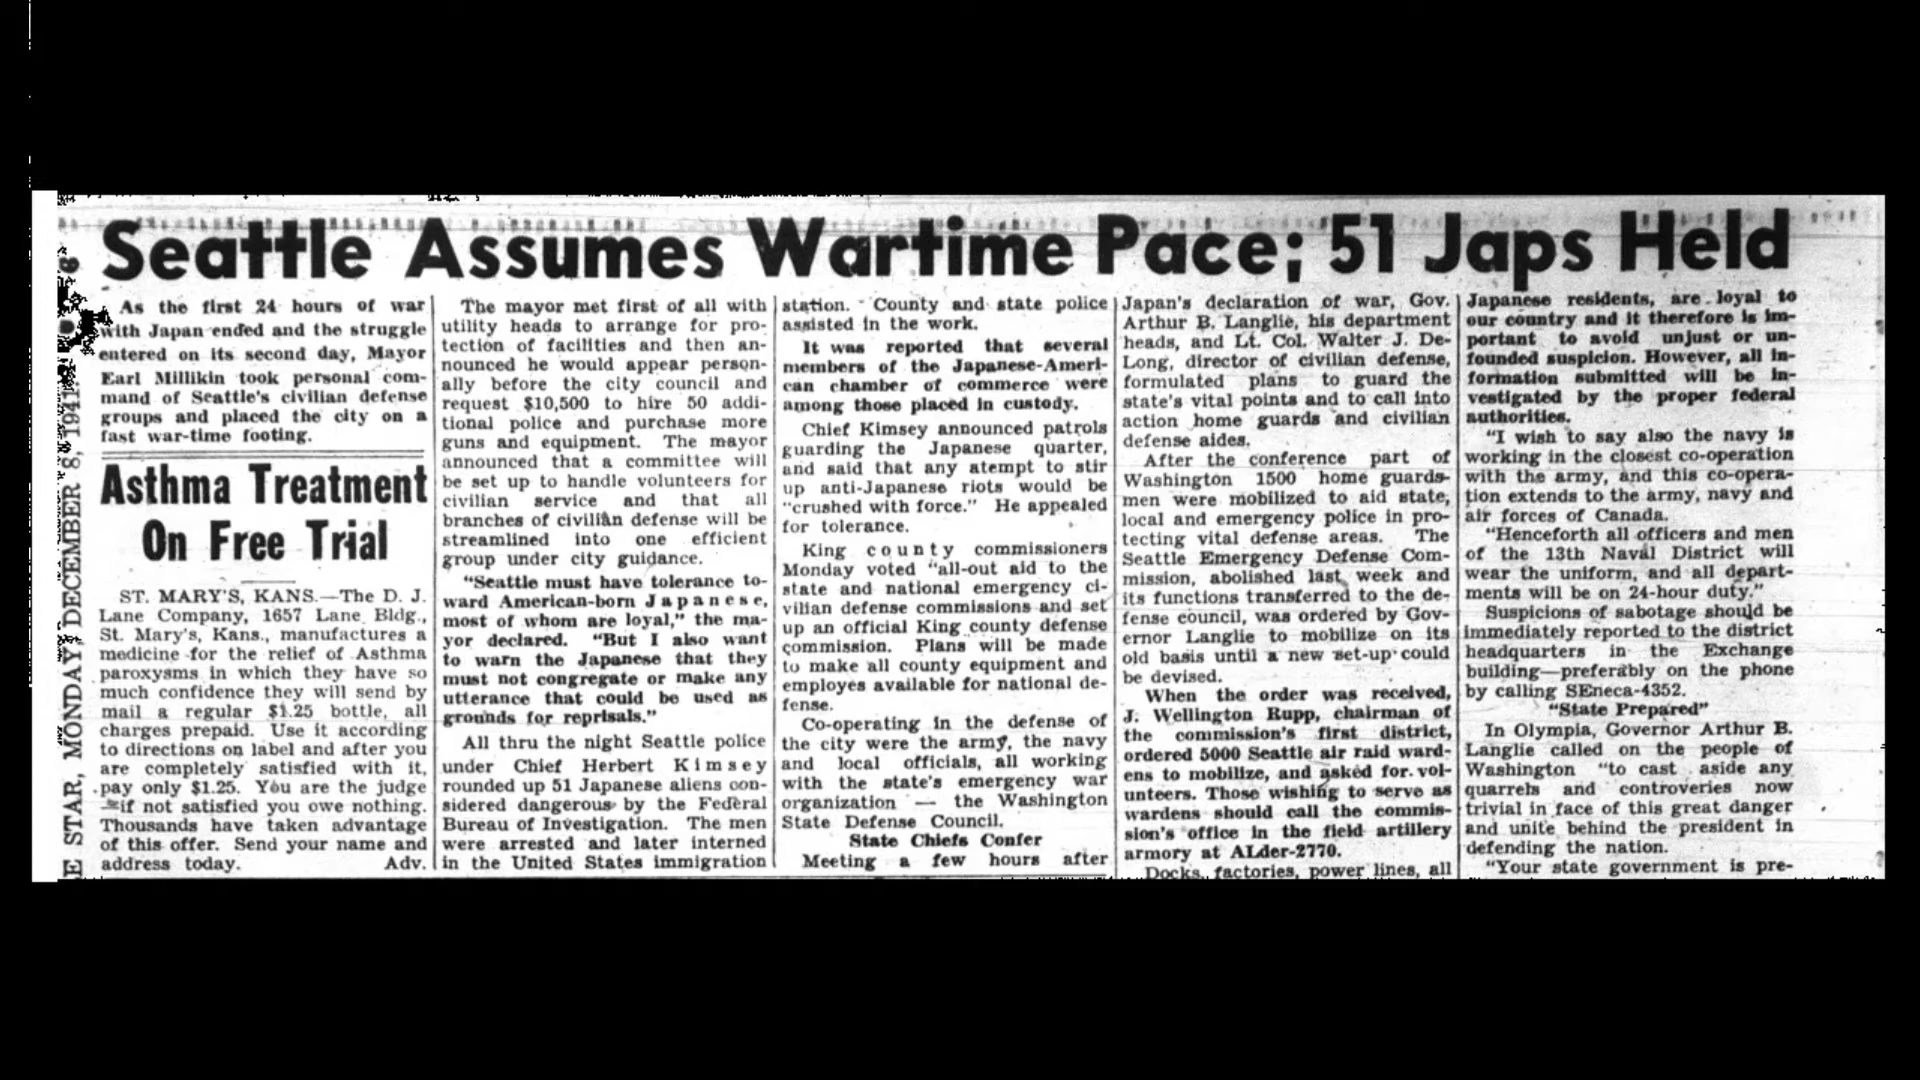 Seattle Assumes Wartime Pace; 51 Japs Held
E STAR, MONDAY DECEMBER 8, 1941.
As the first 24 hours of war
with Japan ended and the struggle
entered on its second day, Mayor
Earl Millikin took personal com-
mand of Seattle's civilian defense
groups and placed the city on a
fast war-time footing.
Asthma Treatment
On Free Trial
ST. MARY'S, KANS.—The D. J.
Lane Company, 1657 Lane Bldg.,
St. Mary's, Kans., manufactures a
medicine for the relief of Asthma
paroxysms in which they have so
much confidence they will send by
mail a regular $1.25 bottle, all
charges prepaid. Use it according
to directions on label and after you
are completely satisfied with it,
pay only $1.25. You are the judge
—if not satisfied you owe nothing.
Thousands have taken advantage
of this offer. Send your name and
address today. Adv.
The mayor met first of all with
utility heads to arrange for pro-
tection of facilities and then an-
nounced he would appear person-
ally before the city council and
request $10,500 to hire 50 addi-
tional police and purchase more
guns and equipment. The mayor
announced that a committee will
be set up to handle volunteers for
civilian service and that all
branches of civilian defense will be
streamlined into one efficient
group under city guidance.
"Seattle must have tolerance to-
ward American-born Japanese,
most of whom are loyal," the ma-
yor declared. "But I also want
to warn the Japanese that they
must not congregate or make any
utterance that could be used as
grounds for reprisals."
All thru the night Seattle police
under Chief Herbert Kimsey
rounded up 51 Japanese aliens con-
sidered dangerous by the Federal
Bureau of Investigation. The men
were arrested and later interned
in the United States immigration
station. County and state police
assisted in the work.
It was reported that several
members of the Japanese-Ameri-
can chamber of commerce were
among those placed in custody.
Chief Kimsey announced patrols
guarding the Japanese quarter,
and said that any atempt to stir
up anti-Japanese riots would be
"crushed with force." He appealed
for tolerance.
King county commissioners
Monday voted "all-out aid to the
state and national emergency ci-
vilian defense commissions and set
up an official King county defense
commission. Plans will be made
to make all county equipment and
employes available for national de-
fense.
Co-operating in the defense of
the city were the army, the navy
and local officials, all working
with the state's emergency war
organization — the Washington
State Defense Council.
State Chiefs Confer
Meeting a few hours after
Japan's declaration of war, Gov.
Arthur B. Langlie, his department
heads, and Lt. Col. Walter J. De-
Long, director of civilian defense,
formulated plans to guard the
state's vital points and to call into
action home guards and civilian
defense aides.
After the conference part of
Washington 1500 home guards-
men were mobilized to aid state,
local and emergency police in pro-
tecting vital defense areas. The
Seattle Emergency Defense Com-
mission, abolished last week and
its functions transferred to the de-
fense council, was ordered by Gov-
ernor Langlie to mobilize on its
old basis until a new set-up could
be devised.
When the order was received,
J. Wellington Rupp, chairman of
the commission's first district,
ordered 5000 Seattle air raid ward-
ens to mobilize, and asked for vol-
unteers. Those wishing to serve as
wardens should call the commis-
sion's office in the field artillery
armory at ALder-2770.
Docks, factories, power lines, all
Japanese residents, are loyal to
our country and it therefore is im-
portant to avoid unjust or un-
founded suspicion. However, all in-
formation submitted will be in-
vestigated by the proper federal
authorities.
"I wish to say also the navy is
working in the closest co-operation
with the army, and this co-opera-
tion extends to the army, navy and
air forces of Canada.
"Henceforth all officers and men
of the 13th Naval District will
wear the uniform, and all depart-
ments will be on 24-hour duty."
Suspicions of sabotage should be
immediately reported to the district
headquarters in the Exchange
building—preferably on the phone
by calling SEneca-4352.
"State Prepared"
In Olympia, Governor Arthur B.
Langlie called on the people of
Washington "to cast aside any
quarrels and controveries now
trivial in face of this great danger
and unite behind the president in
defending the nation.
"Your state government is pre-